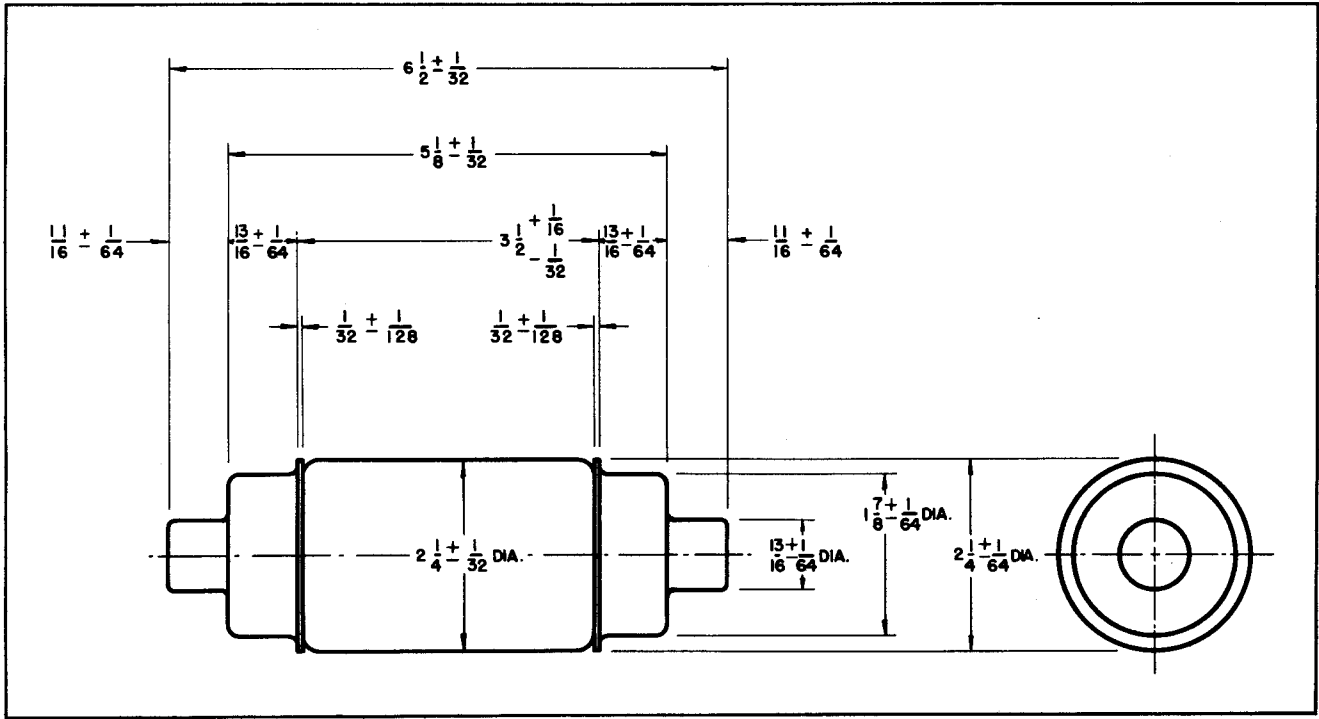 6 1/2 ± 1/32
5 1/8 ± 1/32
11/16 ± 1/64
13/16 ± 1/64
3 1/2 + 1/16 - 1/32
13/16 ± 1/64
11/16 ± 1/64
1/32 ± 1/128
1/32 ± 1/128
2 1/4 ± 1/32 DIA.
13/16 ± 1/64 DIA.
1 7/8 ± 1/64 DIA.
2 1/4 ± 1/64 DIA.